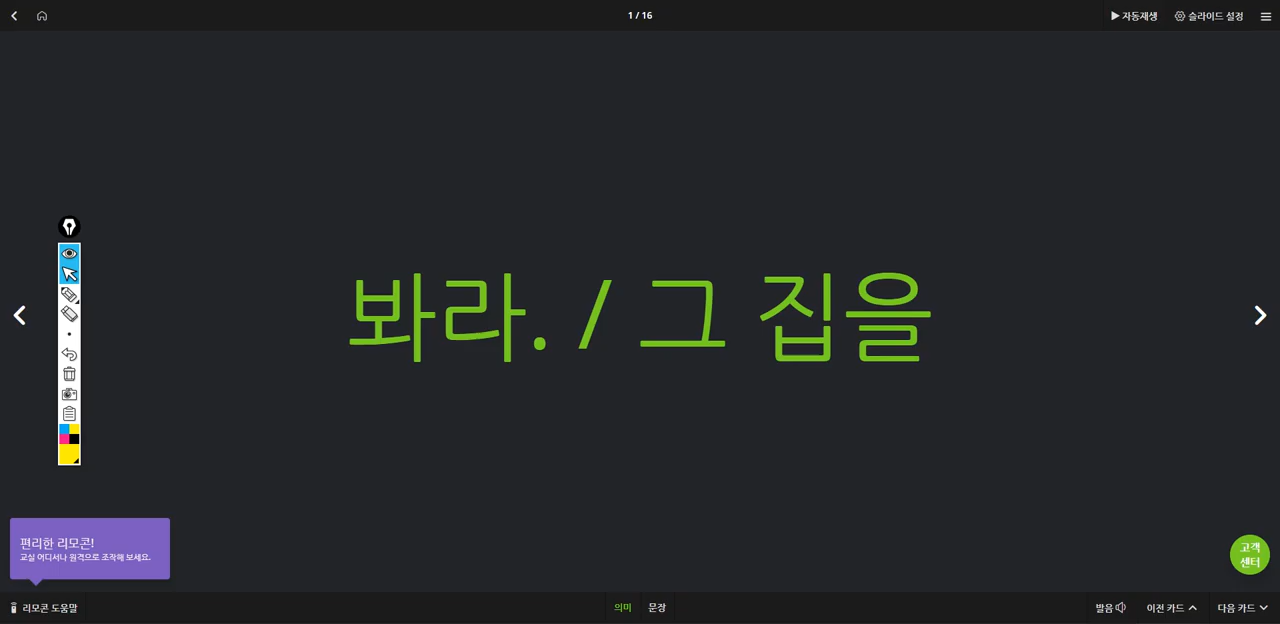 1 / 16
자동재생
슬라이드 설정
봐라. / 그 집을
편리한 리모콘!
교실 어디서나 원격으로 조작해 보세요.
고객
센터
리모콘 도움말
의미
문장
발음
이전 카드
다음 카드